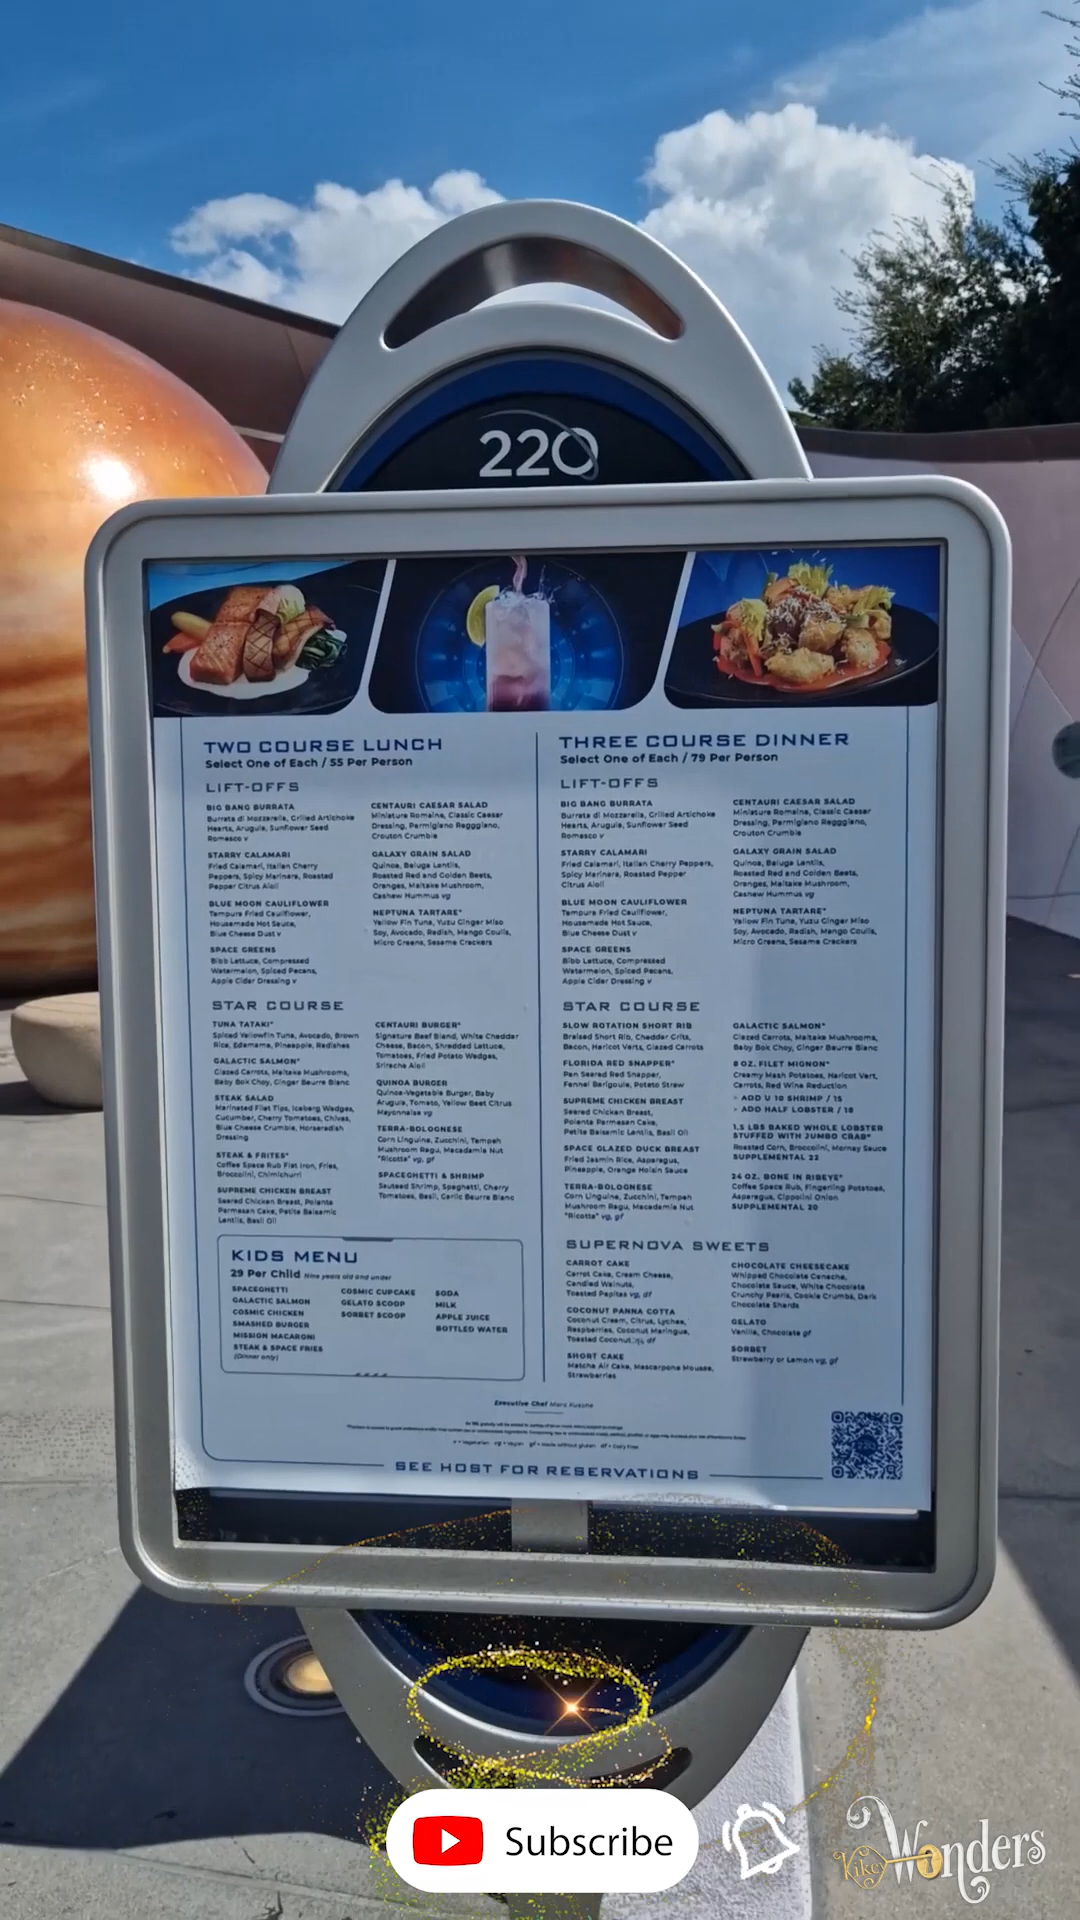 220
TWO COURSE LUNCH
Select One of Each / 55 Per Person
LIFT-OFFS
BIG BANG BURRATA
Burrata di Mozzarella, Grilled Artichoke
Hearts, Arugula, Sunflower Seed
Romesco v
STARRY CALAMARI
Fried Calamari, Italian Cherry
Peppers, Spicy Marinara, Roasted
Pepper Citrus Aioli
BLUE MOON CAULIFLOWER
Tempura Fried Cauliflower,
Housemade Hot Sauce,
Blue Cheese Dust v
SPACE GREENS
Bibb Lettuce, Compressed
Watermelon, Spiced Pecans,
Apple Cider Dressing v
CENTAURI CAESAR SALAD
Miniature Romaine, Classic Caesar
Dressing, Parmigiano Regggiano,
Crouton Crumble
GALAXY GRAIN SALAD
Quinoa, Beluga Lentils,
Roasted Red and Golden Beets,
Oranges, Maitake Mushroom,
Cashew Hummus vg
NEPTUNA TARTARE*
Yellow Fin Tuna, Yuzu Ginger Miso
Soy, Avocado, Radish, Mango Coulis,
Micro Greens, Sesame Crackers
STAR COURSE
TUNA TATAKI*
Spiced Yellowfin Tuna, Avocado, Brown
Rice, Edamame, Pineapple, Radishes
GALACTIC SALMON*
Glazed Carrots, Maitake Mushrooms,
Baby Bok Choy, Ginger Beurre Blanc
STEAK SALAD
Marinated Flat Tips, Iceberg Wedges,
Cucumber, Cherry Tomatoes, Chives,
Blue Cheese Crumble, Horseradish
Dressing
STEAK & FRITES*
Coffee Space Rub Flat Iron, Fries,
Broccolini, Chimichurri
SUPREME CHICKEN BREAST
Seared Chicken Breast, Polenta
Parmesan Cake, Petite Balsamic
Lentils, Basil Oil
CENTAURI BURGER*
Signature Beef Blend, White Cheddar
Cheese, Bacon, Shredded Lettuce,
Tomatoes, Fried Potato Wedges,
Sriracha Aioli
QUINOA BURGER
Quinoa-Vegetable Burger, Baby
Arugula, Tomato, Yellow Beet Citrus
Mayonnaise vg
TERRA-BOLOGNESE
Corn Linguine, Zucchini, Tempeh
Mushroom Ragu, Macadamia Nut
"Ricotta" vg, gf
SPACEGHETTI & SHRIMP
Sauteed Shrimp, Spaghetti, Cherry
Tomatoes, Basil, Garlic Beurre Blanc
KIDS MENU
29 Per Child Nine years old and under
SPACEGHETTI
GALACTIC SALMON
COSMIC CHICKEN
SMASHED BURGER
MISSION MACARONI
STEAK & SPACE FRIES
(Dinner only)
COSMIC CUPCAKE
GELATO SCOOP
SORBET SCOOP
SODA
MILK
APPLE JUICE
BOTTLED WATER
THREE COURSE DINNER
Select One of Each / 79 Per Person
LIFT-OFFS
BIG BANG BURRATA
Burrata di Mozzarella, Grilled Artichoke
Hearts, Arugula, Sunflower Seed
Romesco v
STARRY CALAMARI
Fried Calamari, Italian Cherry Peppers,
Spicy Marinara, Roasted Pepper
Citrus Aioli
BLUE MOON CAULIFLOWER
Tempura Fried Cauliflower,
Housemade Hot Sauce,
Blue Cheese Dust v
SPACE GREENS
Bibb Lettuce, Compressed
Watermelon, Spiced Pecans,
Apple Cider Dressing v
CENTAURI CAESAR SALAD
Miniature Romaine, Classic Caesar
Dressing, Parmigiano Regggiano,
Crouton Crumble
GALAXY GRAIN SALAD
Quinoa, Beluga Lentils,
Roasted Red and Golden Beets,
Oranges, Maitake Mushroom,
Cashew Hummus vg
NEPTUNA TARTARE*
Yellow Fin Tuna, Yuzu Ginger Miso
Soy, Avocado, Radish, Mango Coulis,
Micro Greens, Sesame Crackers
STAR COURSE
SLOW ROTATION SHORT RIB
Braised Short Rib, Cheddar Grits,
Bacon, Haricot Verts, Glazed Carrots
FLORIDA RED SNAPPER*
Pan Seared Red Snapper,
Fennel Barigoule, Potato Straw
SUPREME CHICKEN BREAST
Seared Chicken Breast,
Polenta Parmesan Cake,
Petite Balsamic Lentils, Basil Oil
SPACE GLAZED DUCK BREAST
Fried Jasmin Rice, Asparagus,
Pineapple, Orange Hoisin Sauce
TERRA-BOLOGNESE
Corn Linguine, Zucchini, Tempeh
Mushroom Ragu, Macadamia Nut
"Ricotta" vg, gf
GALACTIC SALMON*
Glazed Carrots, Maitake Mushrooms,
Baby Bok Choy, Ginger Beurre Blanc
8 OZ. FILET MIGNON*
Creamy Mash Potatoes, Haricot Vert,
Carrots, Red Wine Reduction
ADD U 10 SHRIMP / 15
ADD HALF LOBSTER / 18
1.5 LBS BAKED WHOLE LOBSTER
STUFFED WITH JUMBO CRAB*
Roasted Corn, Broccolini, Mornay Sauce
SUPPLEMENTAL 22
24 OZ. BONE IN RIBEYE*
Coffee Space Rub, Fingerling Potatoes,
Asparagus, Cippolini Onion
SUPPLEMENTAL 20
SUPERNOVA SWEETS
CARROT CAKE
Carrot Cake, Cream Cheese,
Candied Walnuts,
Toasted Pepitas vg, df
COCONUT PANNA COTTA
Coconut Cream, Citrus, Lychee,
Raspberries, Coconut Meringue,
Toasted Coconut df
SHORT CAKE
Matcha Air Cake, Mascarpone Mousse,
Strawberries
CHOCOLATE CHEESECAKE
Whipped Chocolate Ganache,
Chocolate Sauce, White Chocolate
Crunchy Pearls, Cookie Crumbs, Dark
Chocolate Shards
GELATO
Vanilla, Chocolate gf
SORBET
Strawberry or Lemon vg, gf
Executive Chef Marc Kusche
v = Vegetarian vg = Vegan gf = made without gluten df = Dairy Free
SEE HOST FOR RESERVATIONS
Subscribe
Kikey Wonders